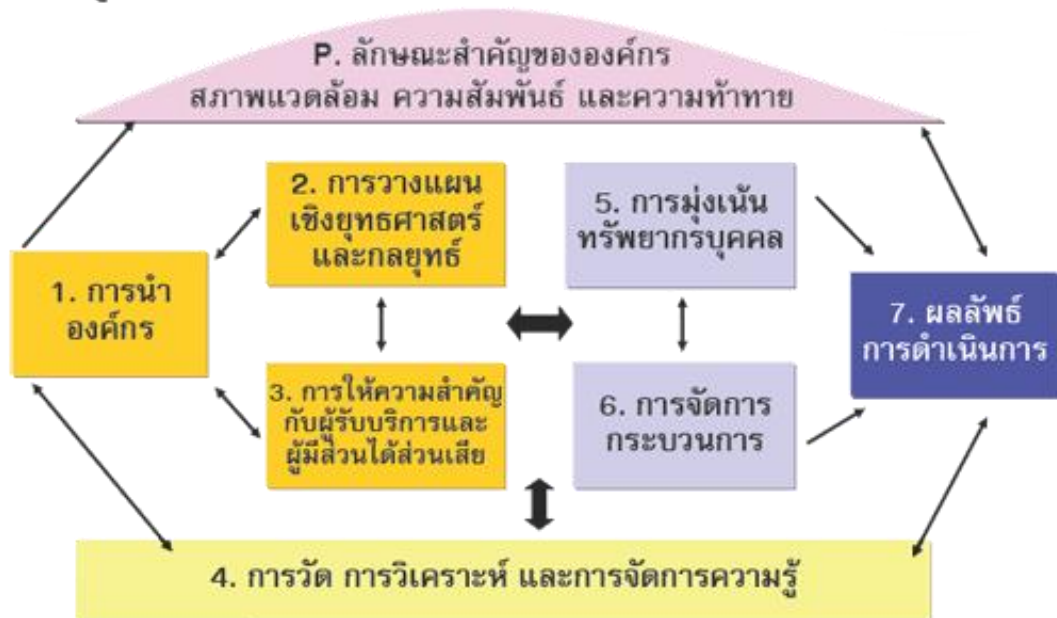 P. ลักษณะสำคัญขององค์กร
สภาพแวดล้อม ความสัมพันธ์ และความท้าทาย
1. การนำ
องค์กร
2. การวางแผน
เชิงยุทธศาสตร์
และกลยุทธ์
3. การให้ความสำคัญ
กับผู้รับบริการและ
ผู้มีส่วนได้ส่วนเสีย
4. การวัด การวิเคราะห์ และการจัดการความรู้
5. การมุ่งเน้น
ทรัพยากรบุคคล
6. การจัดการ
กระบวนการ
7. ผลลัพธ์
การดำเนินการ